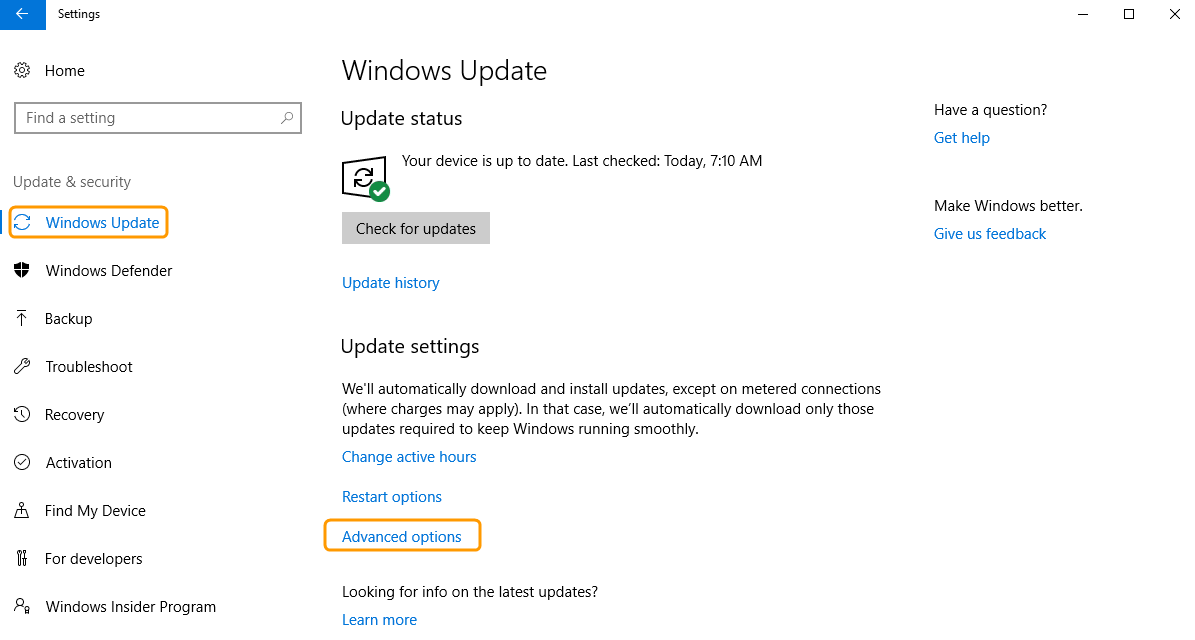 Settings
Home
Find a setting
Update & security
Windows Update
Windows Defender
Backup
Troubleshoot
Recovery
Activation
Find My Device
For developers
Windows Insider Program
Windows Update
Update status
Your device is up to date. Last checked: Today, 7:10 AM
Check for updates
Update history
Update settings
We'll automatically download and install updates, except on metered connections
(where charges may apply). In that case, we'll automatically download only those
updates required to keep Windows running smoothly.
Change active hours
Restart options
Advanced options
Looking for info on the latest updates?
Learn more
Have a question?
Get help
Make Windows better.
Give us feedback